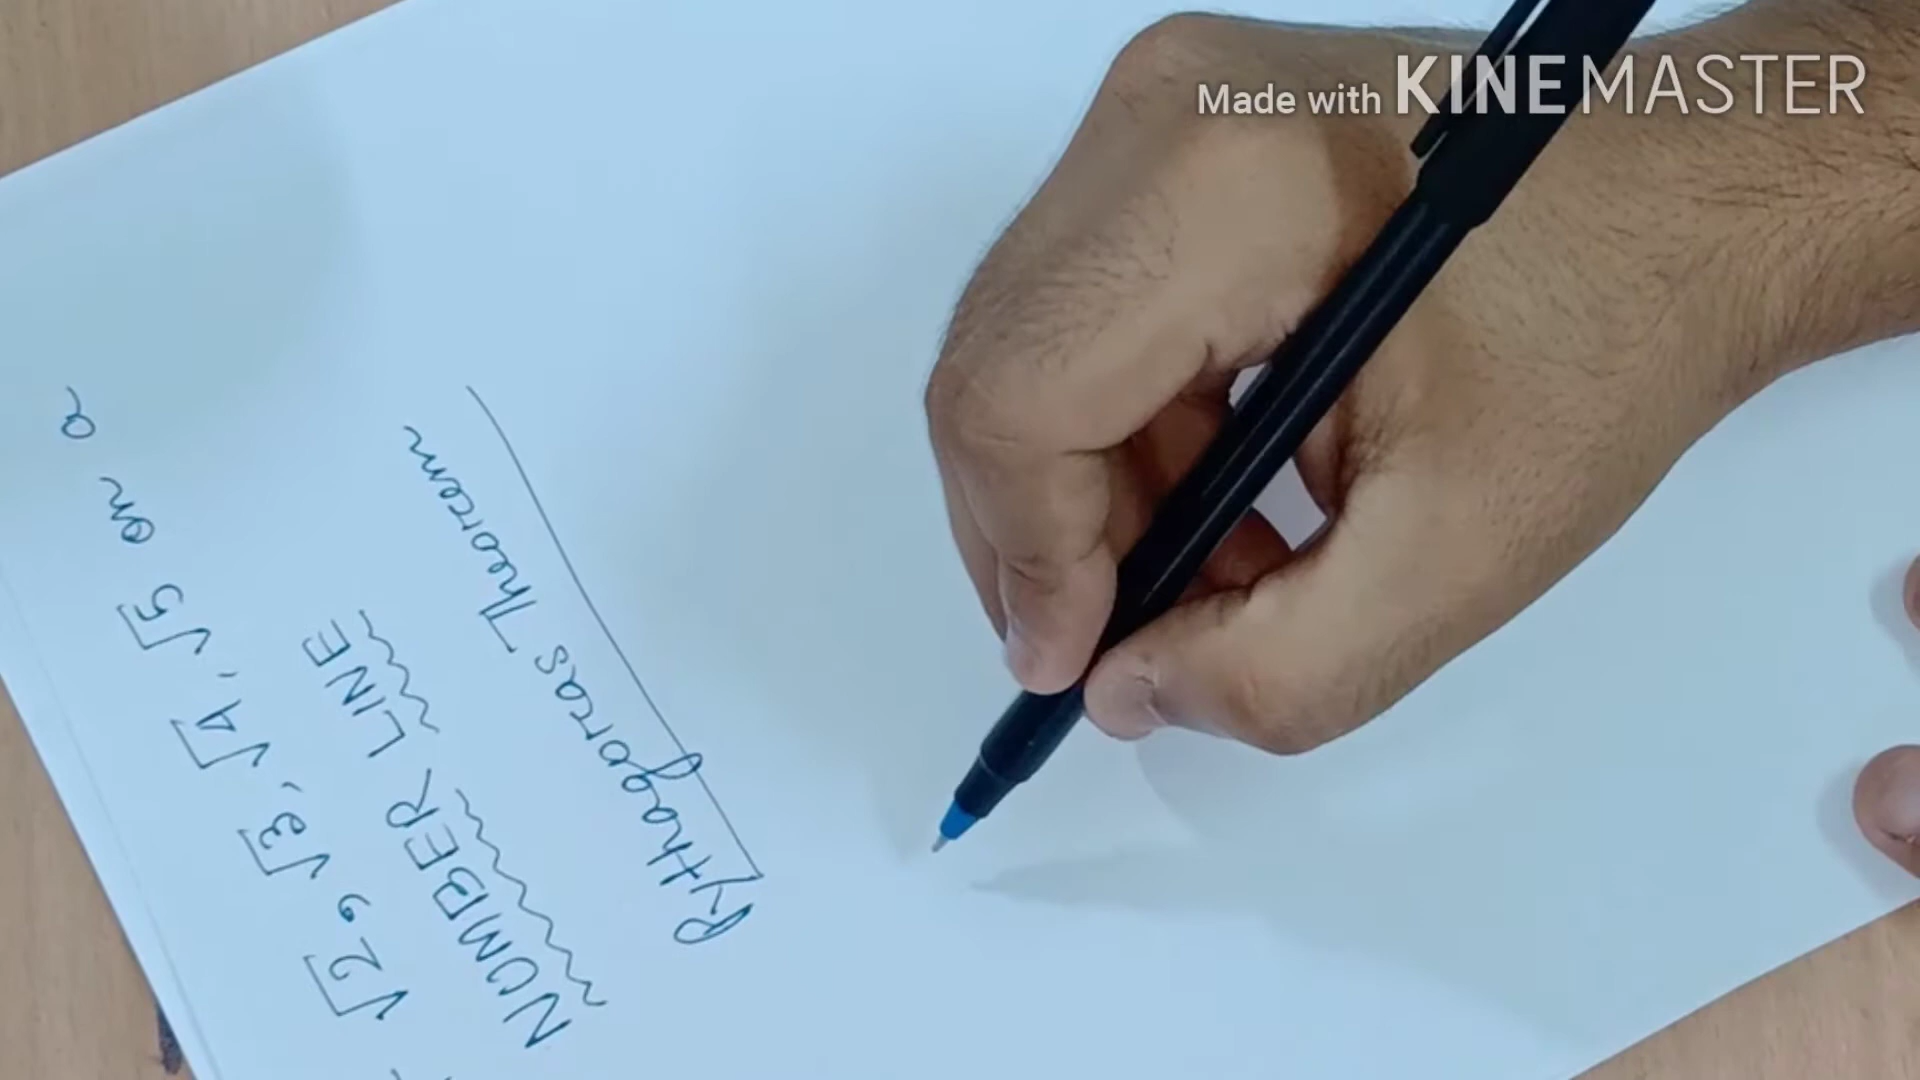 Made with KINEMASTER
√2, √3, √4, √5 on a
NUMBER LINE
Pythagoras Theorem